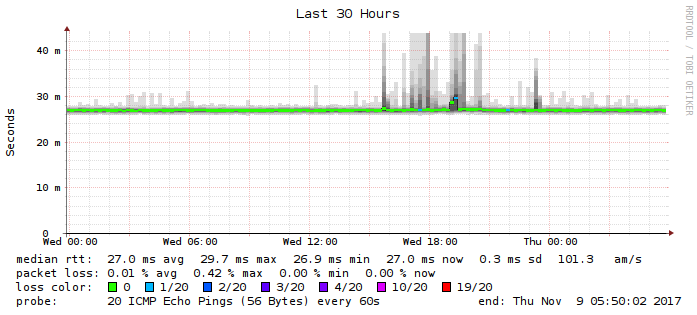 Last 30 Hours
RRDTOOL / TOBI OETIKER
Seconds
40 m
30 m
20 m
10 m
0
Wed 00:00 Wed 06:00 Wed 12:00 Wed 18:00 Thu 00:00
median rtt: 27.0 ms avg 29.7 ms max 26.9 ms min 27.0 ms now 0.3 ms sd 101.3 am/s
packet loss: 0.01 % avg 0.42 % max 0.00 % min 0.00 % now
loss color: 0 1/20 2/20 3/20 4/20 10/20 19/20
probe: 20 ICMP Echo Pings (56 Bytes) every 60s end: Thu Nov 9 05:50:02 2017